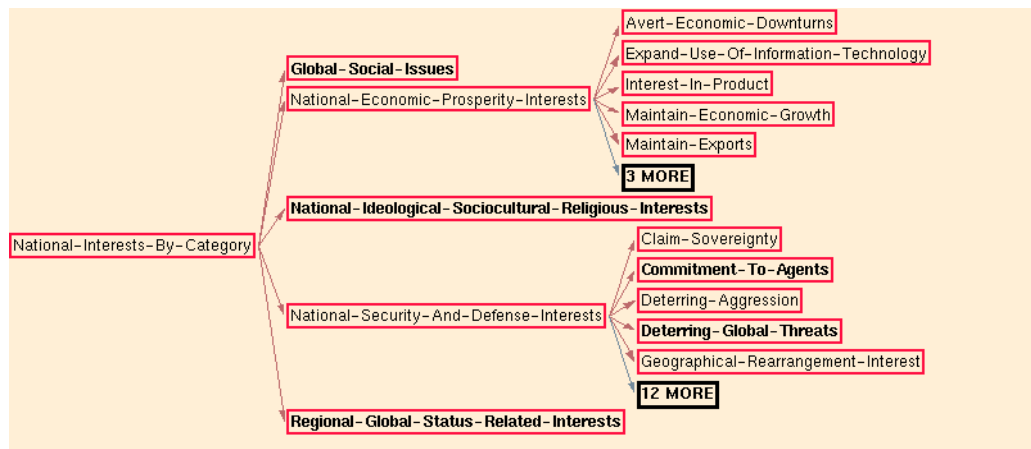 Avert-Economic-Downturns
Expand-Use-Of-Information-Technology
Global-Social-Issues
Interest-In-Product
National-Economic-Prosperity-Interests
Maintain-Economic-Growth
Maintain-Exports
3 MORE
National-Ideological-Sociocultural-Religious-Interests
National-Interests-By-Category
Claim-Sovereignty
Commitment-To-Agents
National-Security-And-Defense-Interests
Deterring-Aggression
Deterring-Global-Threats
Geographical-Rearrangement-Interest
12 MORE
Regional-Global-Status-Related-Interests